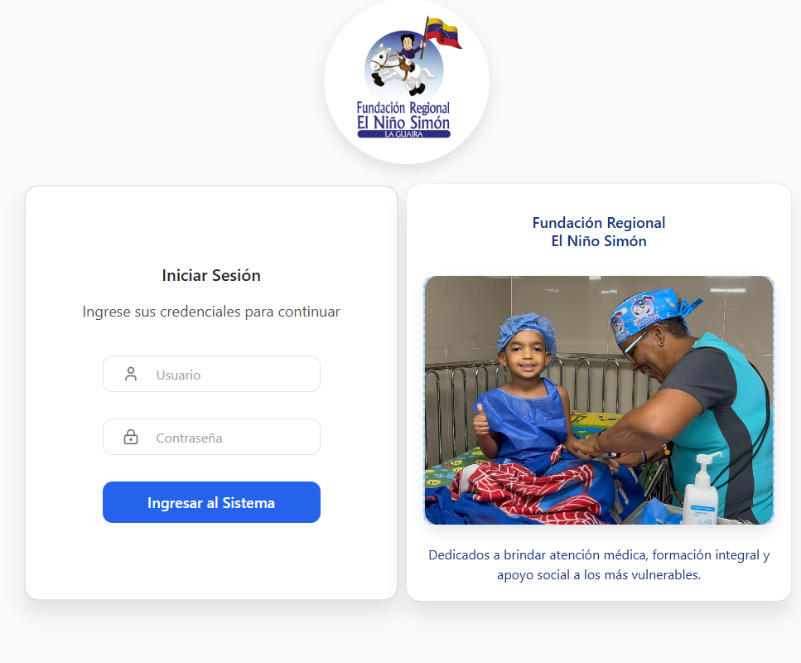 Fundación Regional
El Niño Simón
LA GUAIRA
Iniciar Sesión
Ingrese sus credenciales para continuar
Usuario
Contraseña
Ingresar al Sistema
Fundación Regional
El Niño Simón
Dedicados a brindar atención médica, formación integral y
apoyo social a los más vulnerables.